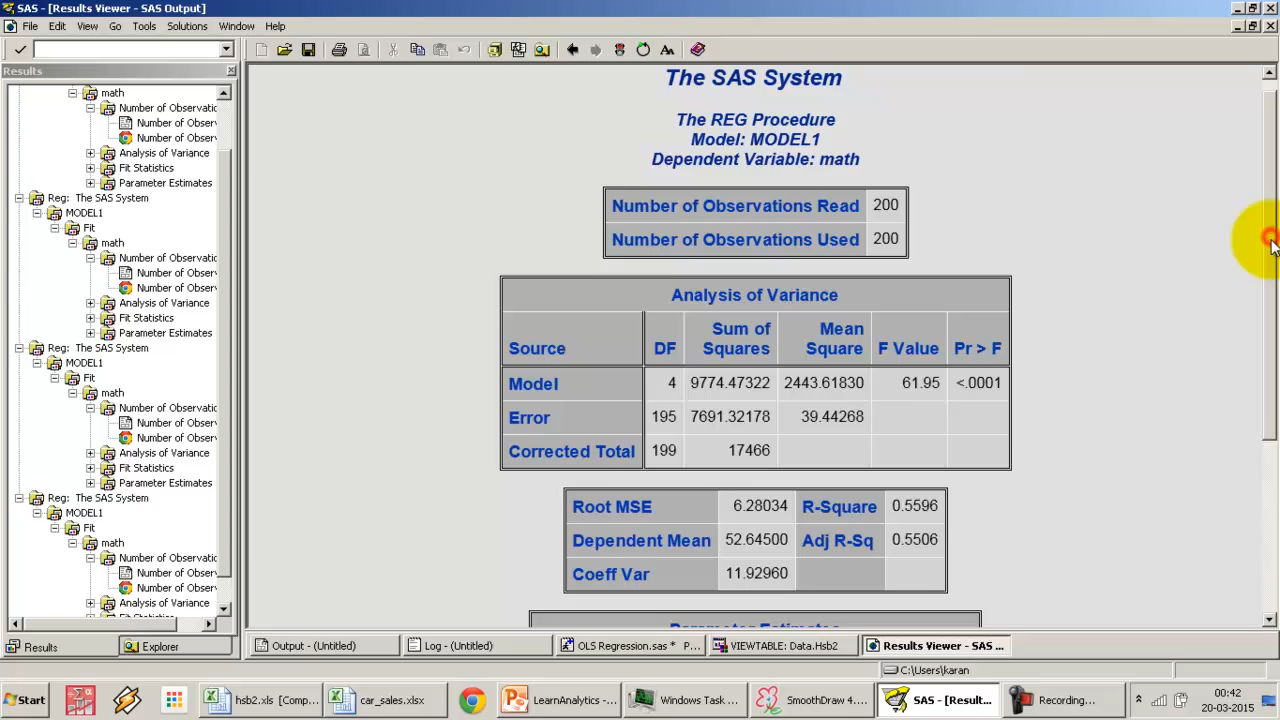 SAS - [Results Viewer - SAS Output]
File Edit View Go Tools Solutions Window Help
Results
math
Number of Observatic
Number of Obser
Number of Obser
Analysis of Variance
Fit Statistics
Parameter Estimates
Reg: The SAS System
MODEL1
Fit
math
Number of Observatic
Number of Obser
Number of Obser
Analysis of Variance
Fit Statistics
Parameter Estimates
Reg: The SAS System
MODEL1
Fit
math
Number of Observatic
Number of Obser
Number of Obser
Analysis of Variance
Fit Statistics
Parameter Estimates
Reg: The SAS System
MODEL1
Fit
math
Number of Observatic
Number of Obser
Number of Obser
Analysis of Variance
Results Explorer
The SAS System
The REG Procedure
Model: MODEL1
Dependent Variable: math
Number of Observations Read 200
Number of Observations Used 200
Analysis of Variance
Source DF Sum of Squares Mean Square F Value Pr > F
Model 4 9774.47322 2443.61830 61.95 <.0001
Error 195 7691.32178 39.44268
Corrected Total 199 17466
Root MSE 6.28034 R-Square 0.5596
Dependent Mean 52.64500 Adj R-Sq 0.5506
Coeff Var 11.92960
Parameter Estimates
Output - (Untitled) Log - (Untitled) OLS Regression.sas * P... VIEWTABLE: Data.Hsb2 Results Viewer - SAS ...
C:\Users\karan
Start hsb2.xls [Comp... car_sales.xlsx LearnAnalytics - ... Windows Task ... SmoothDraw 4.... SAS - [Result... Recording... 00:42
20-03-2015